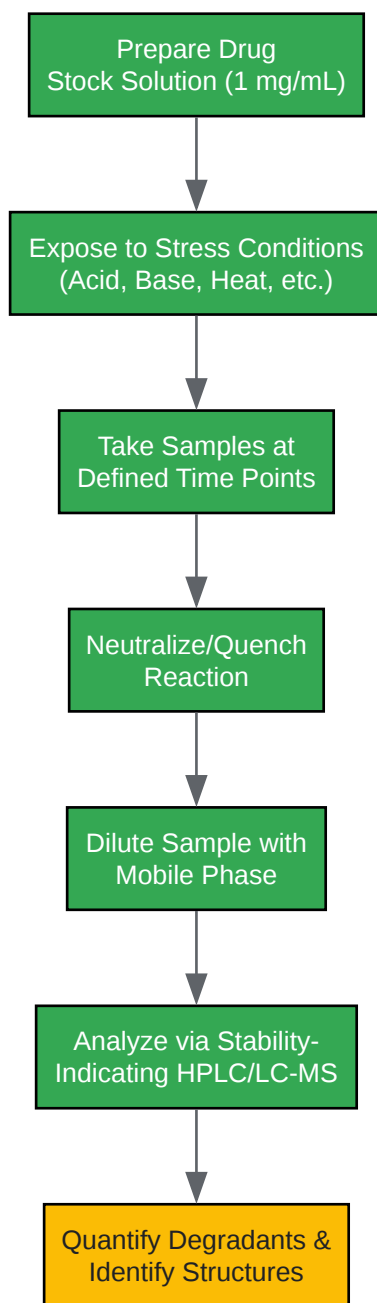 Prepare Drug
Stock Solution (1 mg/mL)
Expose to Stress Conditions
(Acid, Base, Heat, etc.)
Take Samples at
Defined Time Points
Neutralize/Quench
Reaction
Dilute Sample with
Mobile Phase
Analyze via Stability-
Indicating HPLC/LC-MS
Quantify Degradants &
Identify Structures